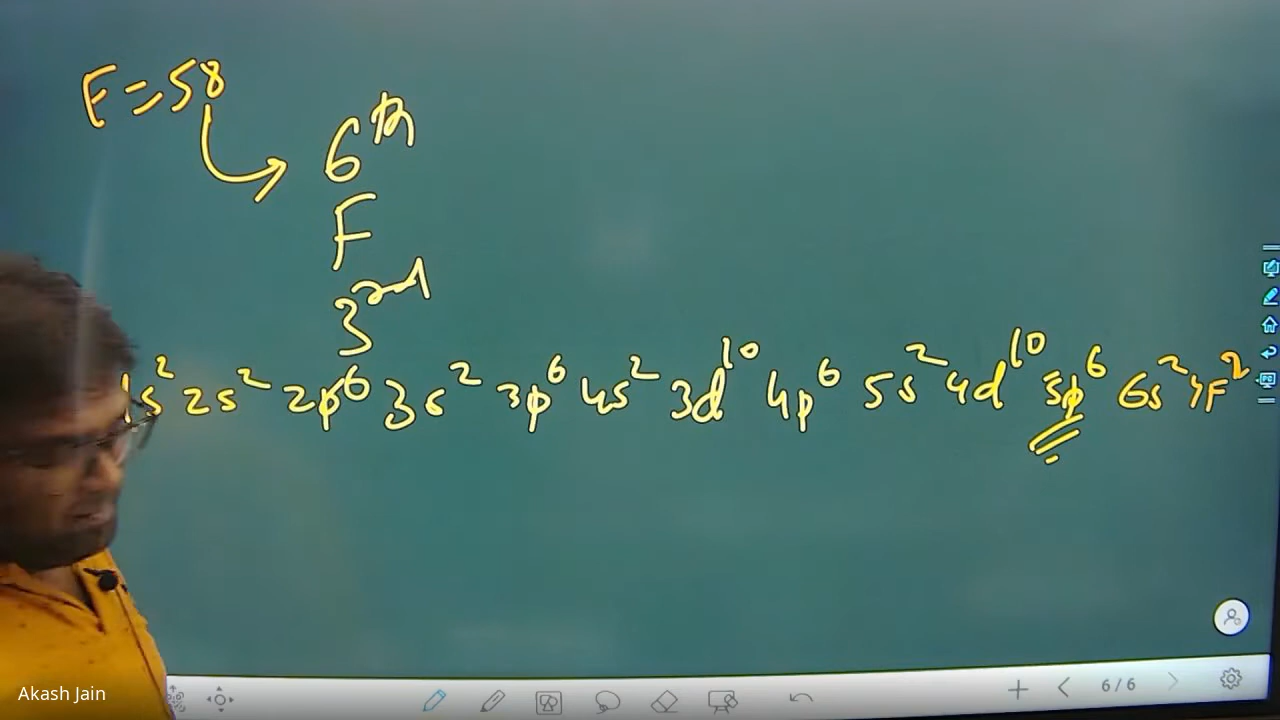 F = 58
6th
F
3rd
1s² 2s² 2p⁶ 3s² 3p⁶ 4s² 3d¹⁰ 4p⁶ 5s² 4d¹⁰ 5p⁶ 6s² 4F²
Akash Jain
6/6